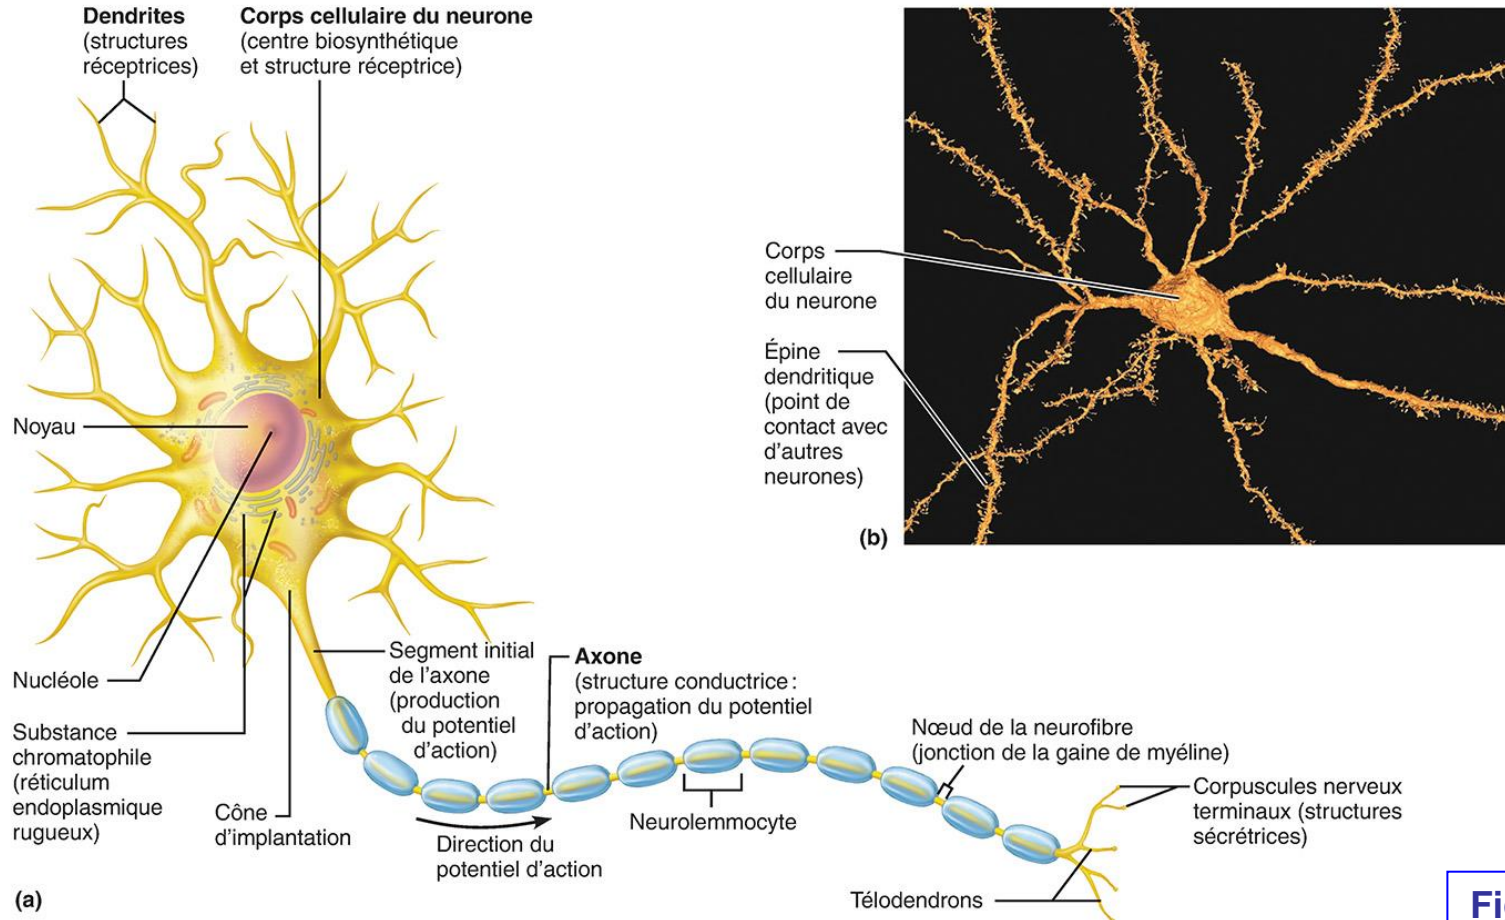 Dendrites
(structures
réceptrices)
Corps cellulaire du neurone
(centre biosynthétique
et structure réceptrice)
Noyau
Nucléole
Substance
chromatophile
(réticulum
endoplasmique
rugueux)
Cône
d'implantation
Segment initial
de l'axone
(production
du potentiel
d'action)
Axone
(structure conductrice :
propagation du potentiel
d'action)
Direction du
potentiel d'action
Neurolemmocyte
Nœud de la neurofibre
(jonction de la gaine de myéline)
Corpuscules nerveux
terminaux (structures
sécrétrices)
Télodendrons
(a)
Corps
cellulaire
du neurone
Épine
dendritique
(point de
contact avec
d'autres
neurones)
(b)